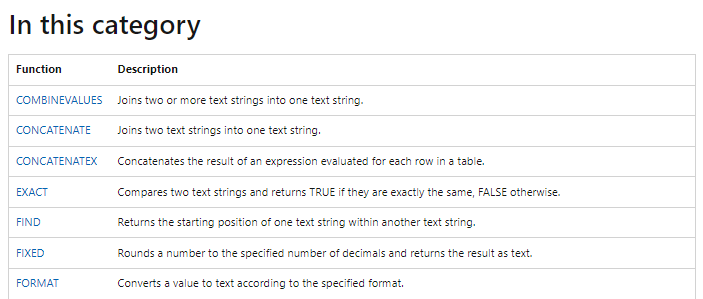 In this category
Function Description
COMBINEVALUES Joins two or more text strings into one text string.
CONCATENATE Joins two text strings into one text string.
CONCATENATEX Concatenates the result of an expression evaluated for each row in a table.
EXACT Compares two text strings and returns TRUE if they are exactly the same, FALSE otherwise.
FIND Returns the starting position of one text string within another text string.
FIXED Rounds a number to the specified number of decimals and returns the result as text.
FORMAT Converts a value to text according to the specified format.